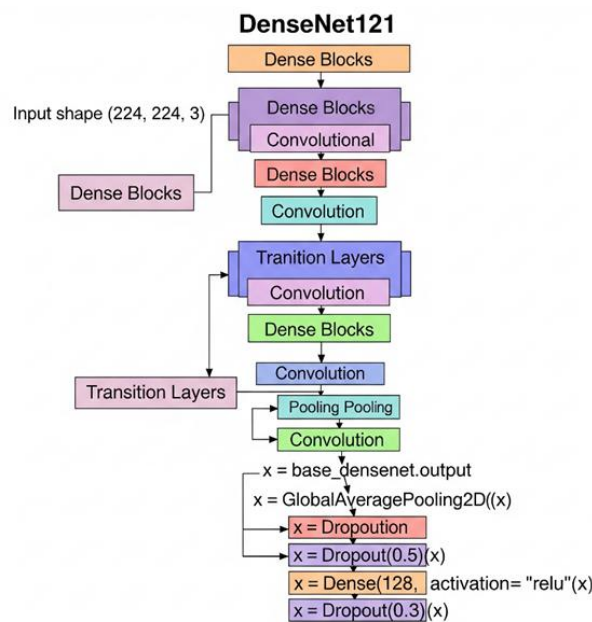 DenseNet121
Dense Blocks
Input shape (224, 224, 3)
Dense Blocks
Convolutional
Dense Blocks
Dense Blocks
Convolution
Tranition Layers
Convolution
Dense Blocks
Convolution
Transition Layers
Pooling Pooling
Convolution
x = base_densenet.output
x = GlobalAveragePooling2D((x)
x = Dropoution
x = Dropout(0.5)(x)
x = Dense(128, activation= "relu"(x)
x = Dropout(0.3)(x)